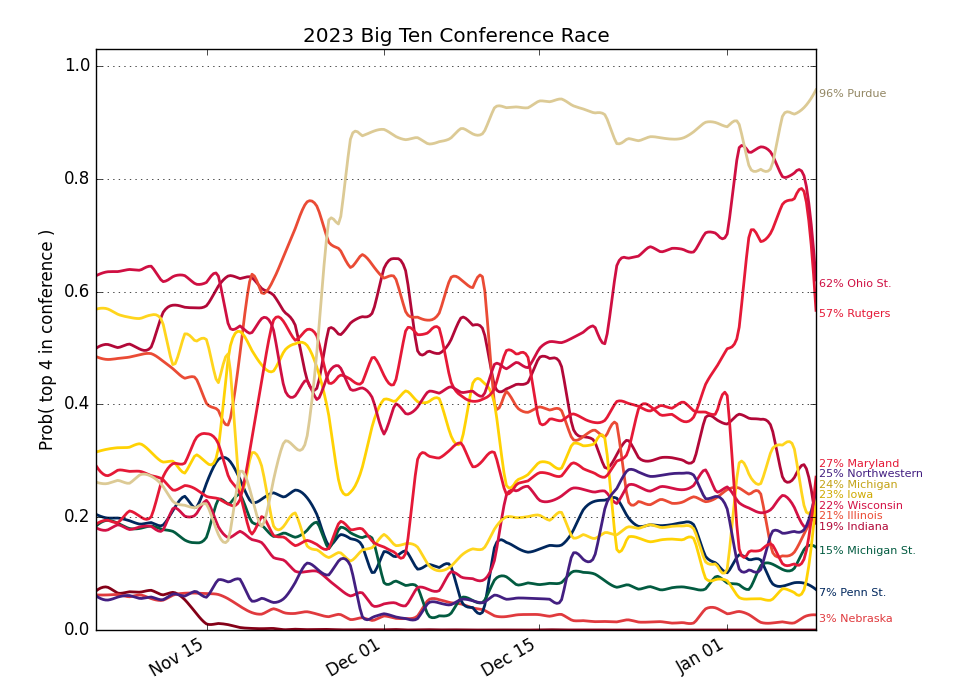 2023 Big Ten Conference Race
Prob( top 4 in conference )
1.0
0.8
0.6
0.4
0.2
0.0
Nov 15
Dec 01
Dec 15
Jan 01
96% Purdue
62% Ohio St.
57% Rutgers
27% Maryland
25% Northwestern
24% Michigan
23% Iowa
22% Wisconsin
21% Illinois
19% Indiana
15% Michigan St.
7% Penn St.
3% Nebraska